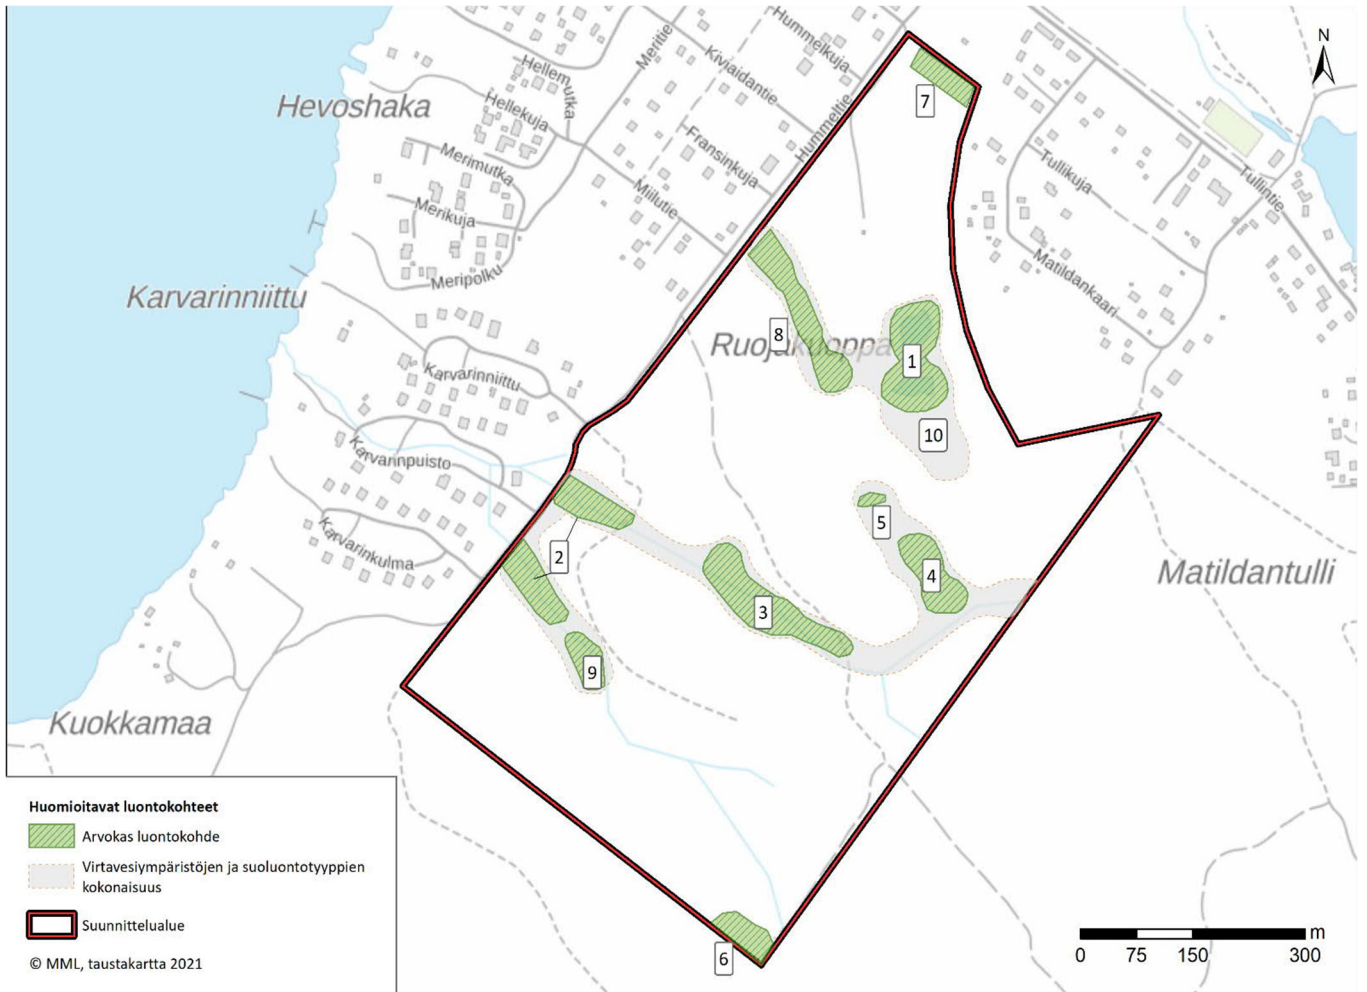 N
Hummelkuja
Meritie
Kiviaidantie
Hellemutka
Hevoshaka
Hellekuja
7
Hummeltie
Fransinkuja
Merimutka
Tullikuja
Tullintie
Miilutie
Merikuja
Meripolku
Matildankaari
Karvarinniittu
8
Ruojakuoppa
1
Karvarinniittu
10
Karvarinpuisto
5
Karvarinkulma
2
4
Matildantulli
3
9
Kuokkamaa
Huomioitavat luontokohteet
Arvokas luontokohde
Virtavesiympäristöjen ja suoluontotyyppien
kokonaisuus
Suunnittelualue
© MML, taustakartta 2021
6
m
0 75 150 300